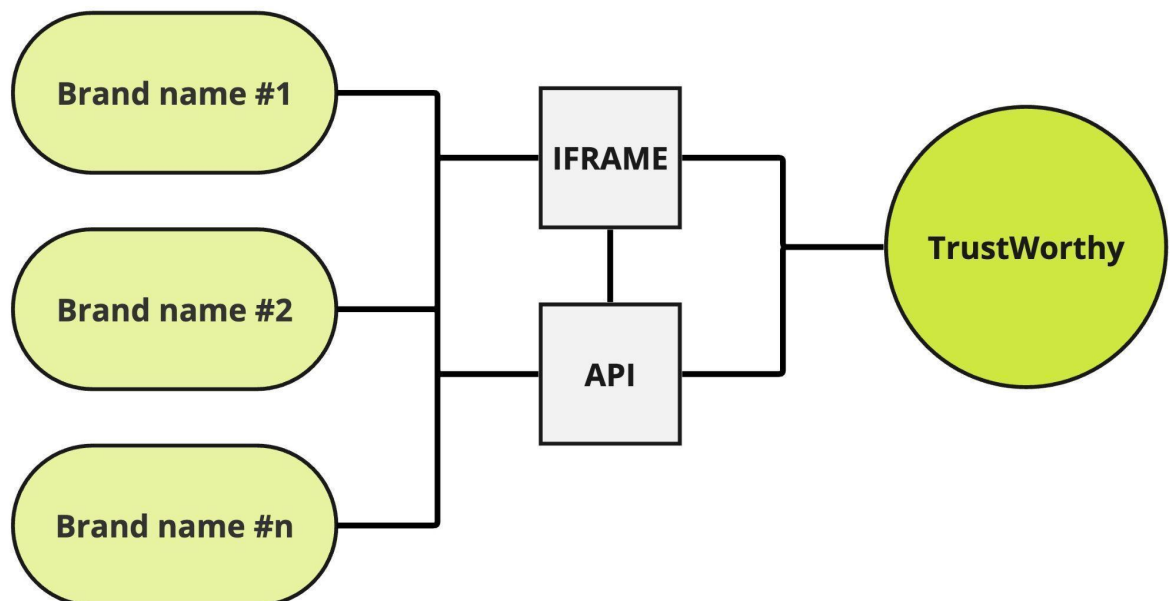 Brand name #1
IFRAME
TrustWorthy
Brand name #2
API
Brand name #n